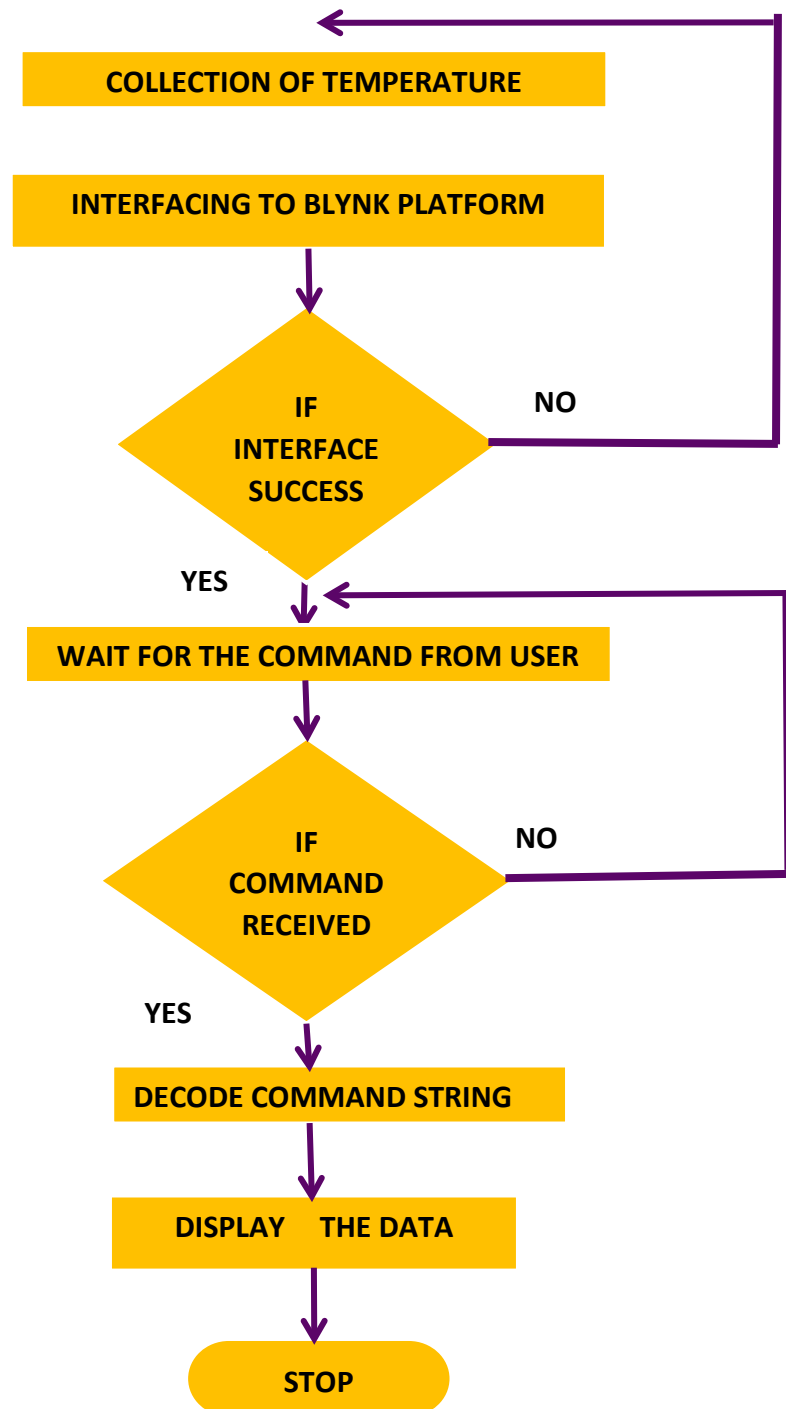 COLLECTION OF TEMPERATURE
INTERFACING TO BLYNK PLATFORM
IF
INTERFACE
SUCCESS
NO
YES
WAIT FOR THE COMMAND FROM USER
IF
COMMAND
RECEIVED
NO
YES
DECODE COMMAND STRING
DISPLAY THE DATA
STOP